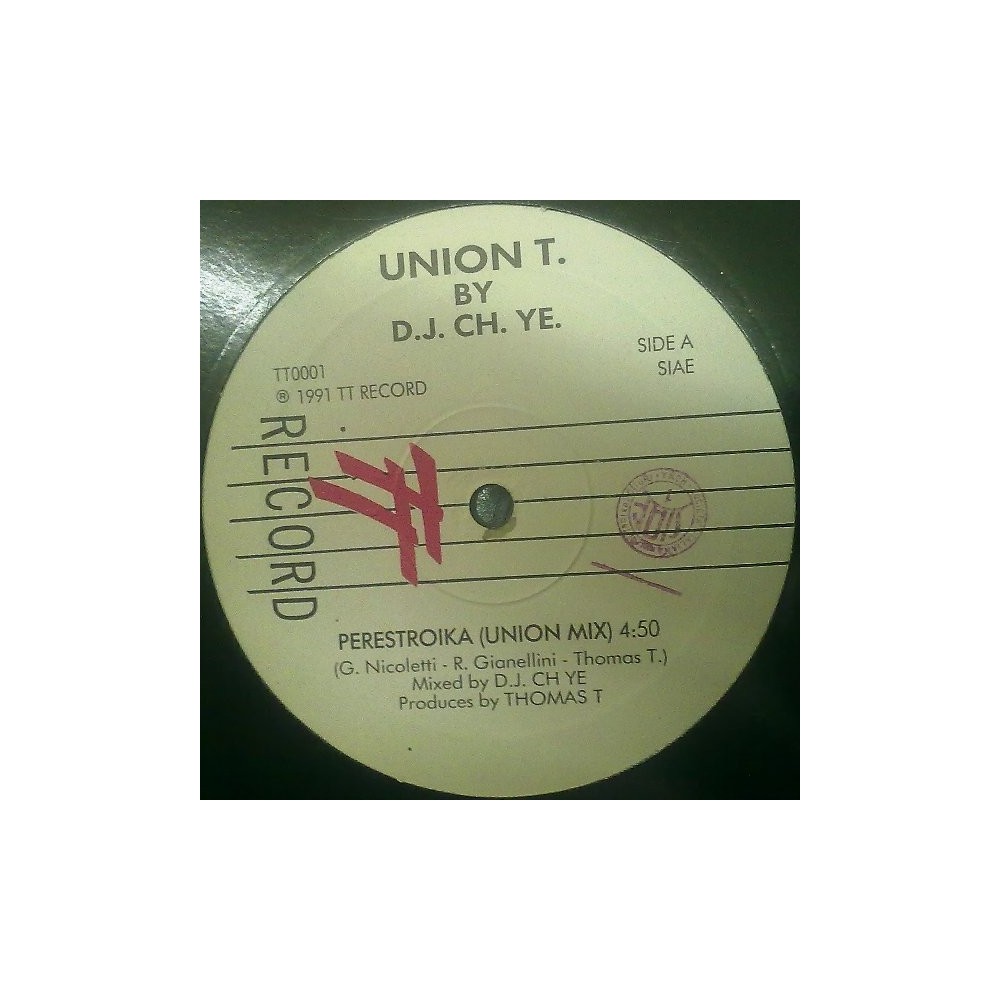 UNION T.
BY
D.J. CH. YE.
SIDE A
SIAE
TT0001
® 1991 TT RECORD
RECORD
TT
PERESTROIKA (UNION MIX) 4:50
(G. Nicoletti - R. Gianellini - Thomas T.)
Mixed by D.J. CH YE
Produces by THOMAS T